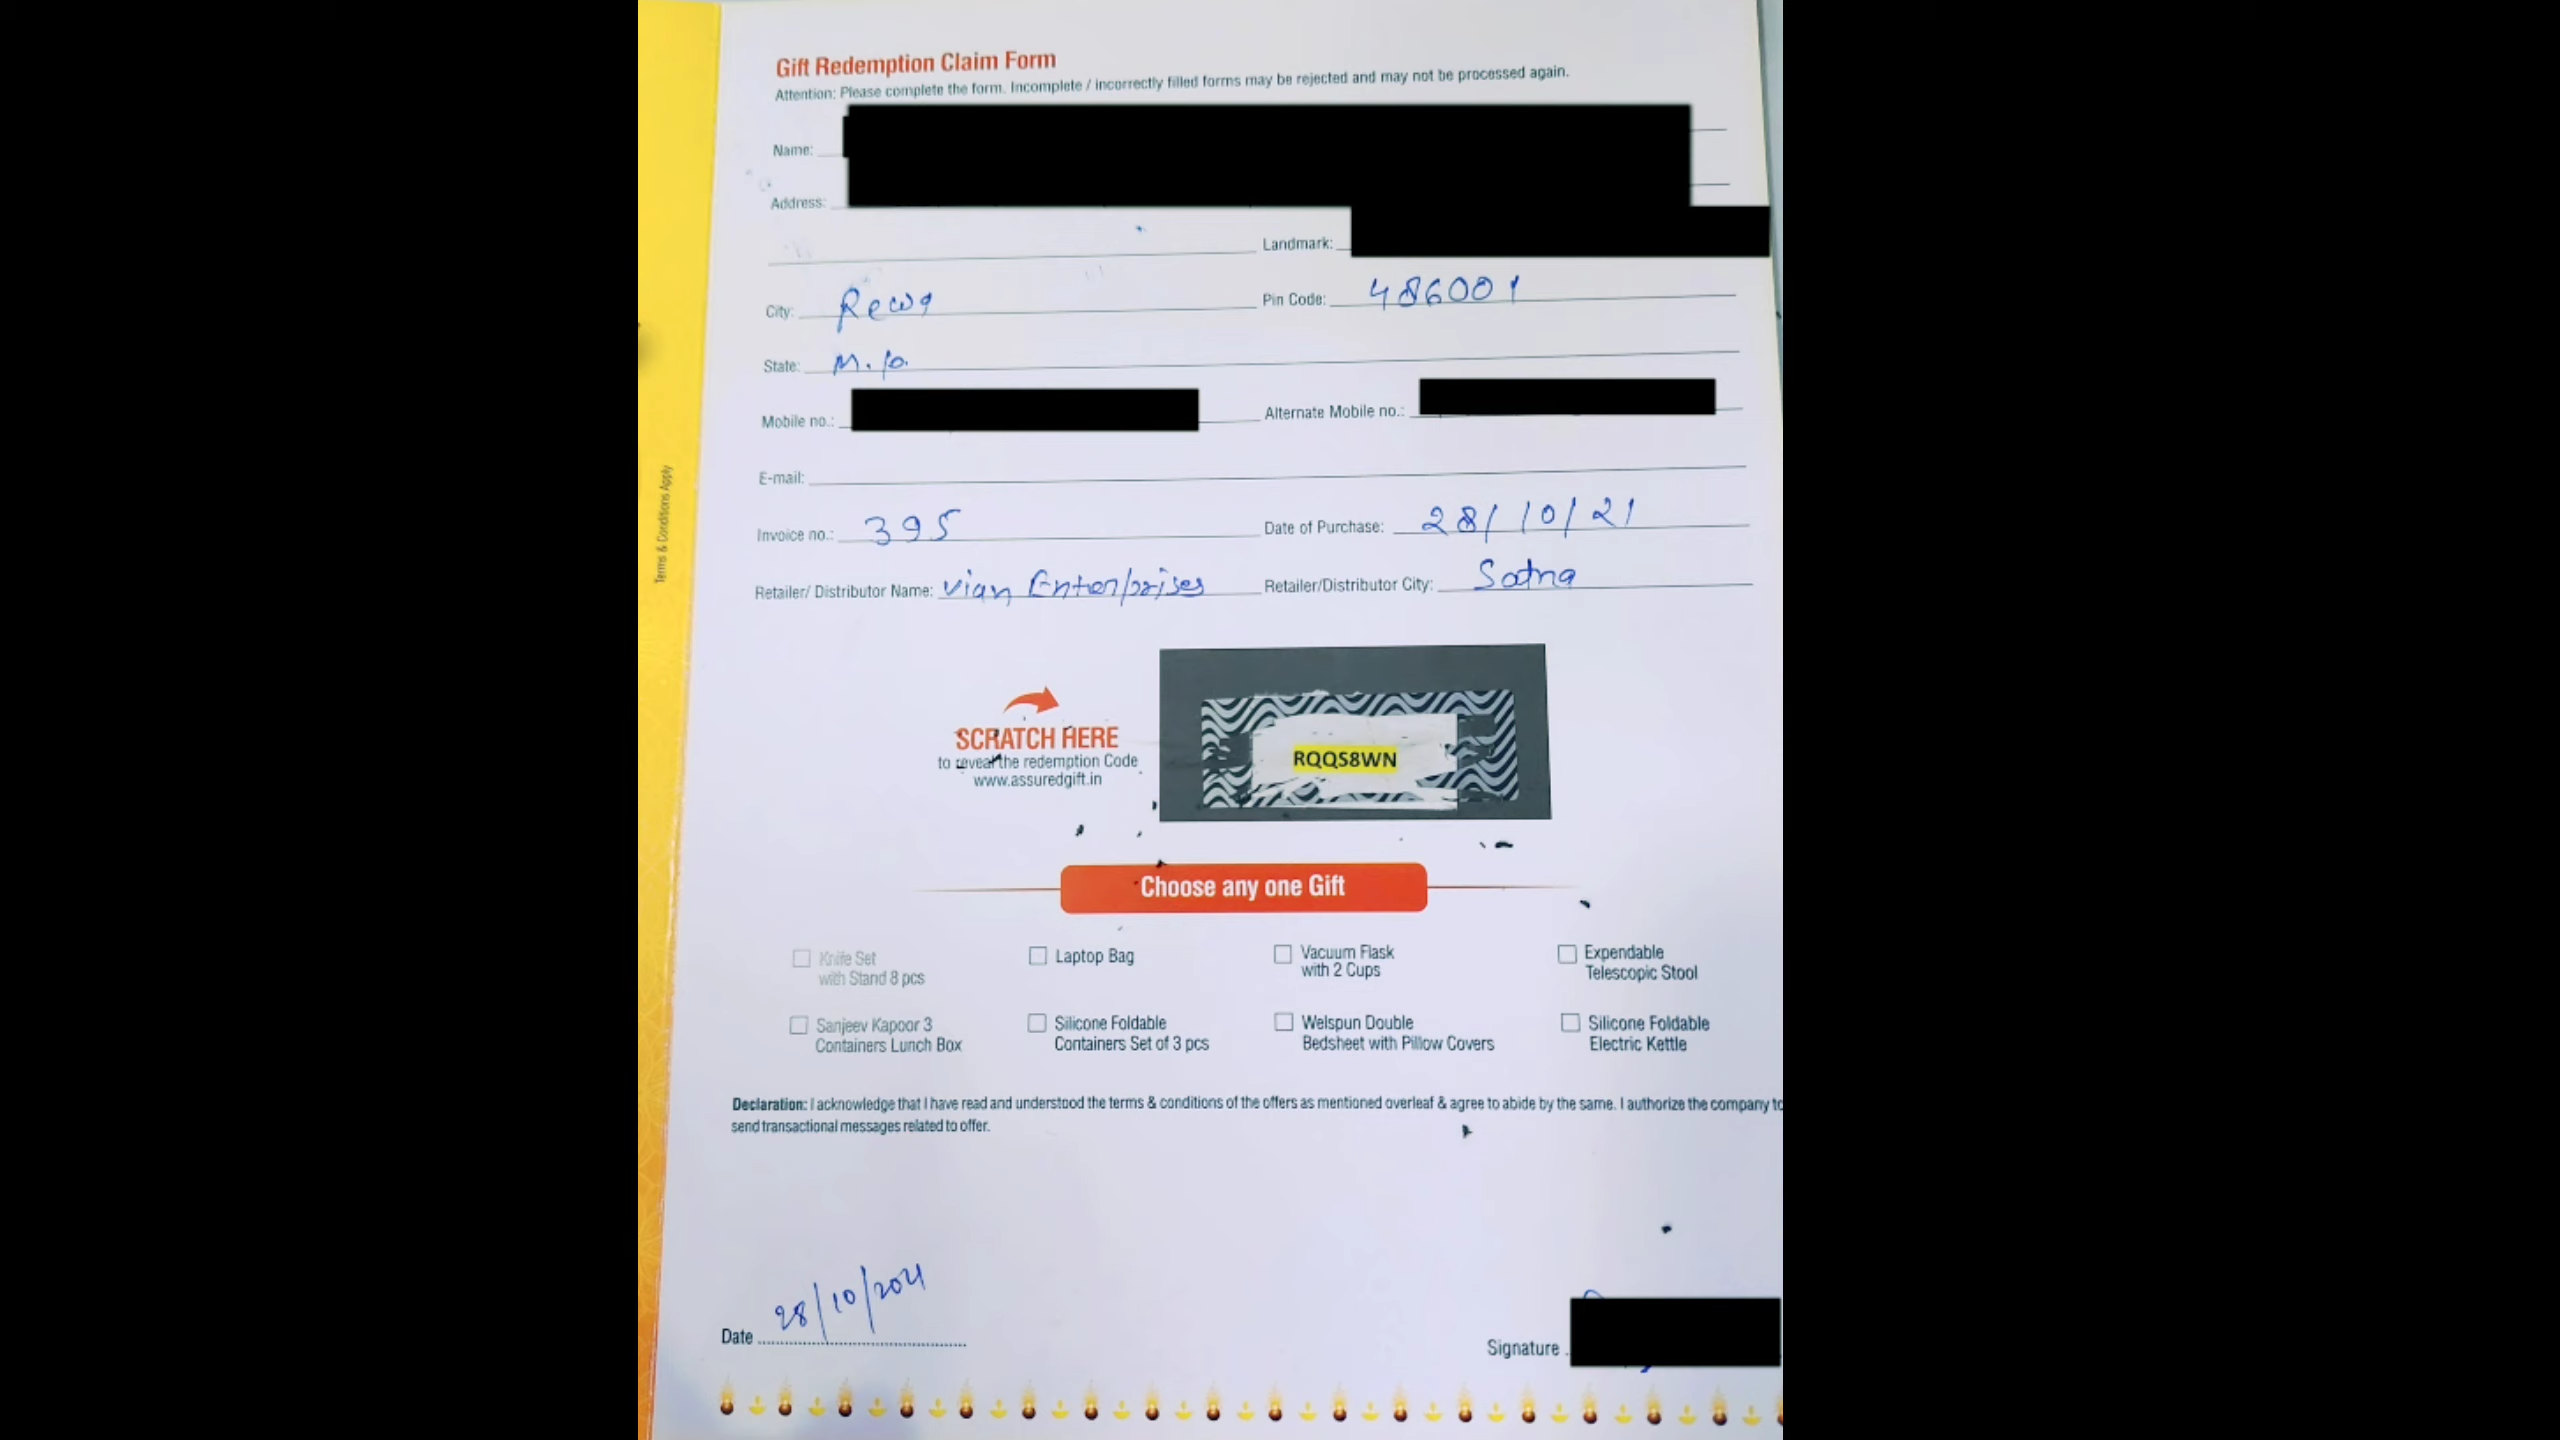 Gift Redemption Claim Form
Attention: Please complete the form. Incomplete / incorrectly filled forms may be rejected and may not be processed again.
Name:
Address:
Landmark:
City: Rewa Pin Code: 486001
State: M.p.
Mobile no.: Alternate Mobile no.:
E-mail:
Invoice no.: 395 Date of Purchase: 28/10/21
Retailer/ Distributor Name: Vian Enterprises Retailer/Distributor City: Satna
SCRATCH HERE
to reveal the redemption Code
www.assuredgift.in
RQQS8WN
Choose any one Gift
Knife Set
with Stand 8 pcs
Laptop Bag
Vacuum Flask
with 2 Cups
Expendable
Telescopic Stool
Sanjeev Kapoor 3
Containers Lunch Box
Silicone Foldable
Containers Set of 3 pcs
Welspun Double
Bedsheet with Pillow Covers
Silicone Foldable
Electric Kettle
Declaration: I acknowledge that I have read and understood the terms & conditions of the offers as mentioned overleaf & agree to abide by the same. I authorize the company to
send transactional messages related to offer.
Date 28/10/2021
Signature
Terms & Conditions Apply